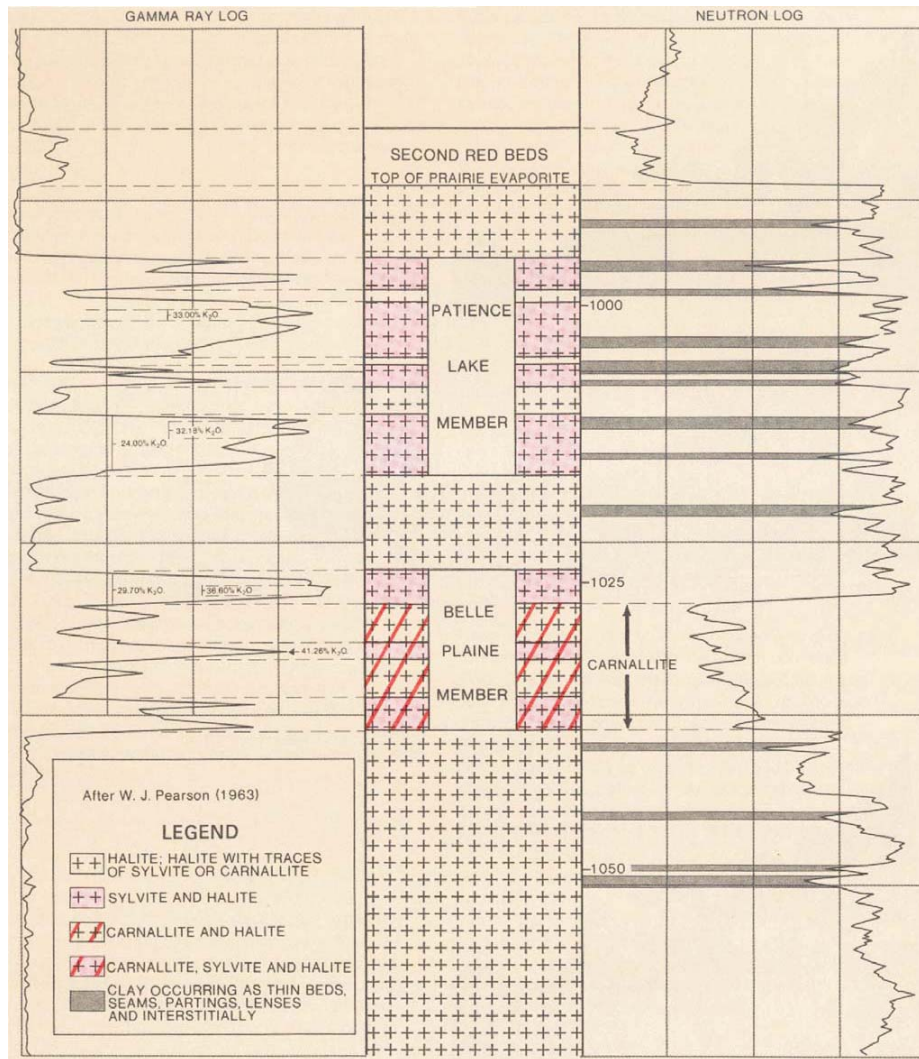 GAMMA RAY LOG
NEUTRON LOG
SECOND RED BEDS
TOP OF PRAIRIE EVAPORITE
PATIENCE
1000
33.00% K₂O.
LAKE
MEMBER
32.18% K₂O.
24.00% K₂O.
1025
29.70% K₂O.
36.60% K₂O
BELLE
PLAINE
CARNALLITE
41.26% K₂O.
MEMBER
After W. J. Pearson (1963)
LEGEND
HALITE; HALITE WITH TRACES
OF SYLVITE OR CARNALLITE
SYLVITE AND HALITE
CARNALLITE AND HALITE
CARNALLITE, SYLVITE AND HALITE
CLAY OCCURRING AS THIN BEDS,
SEAMS, PARTINGS, LENSES
AND INTERSTITIALLY
1050